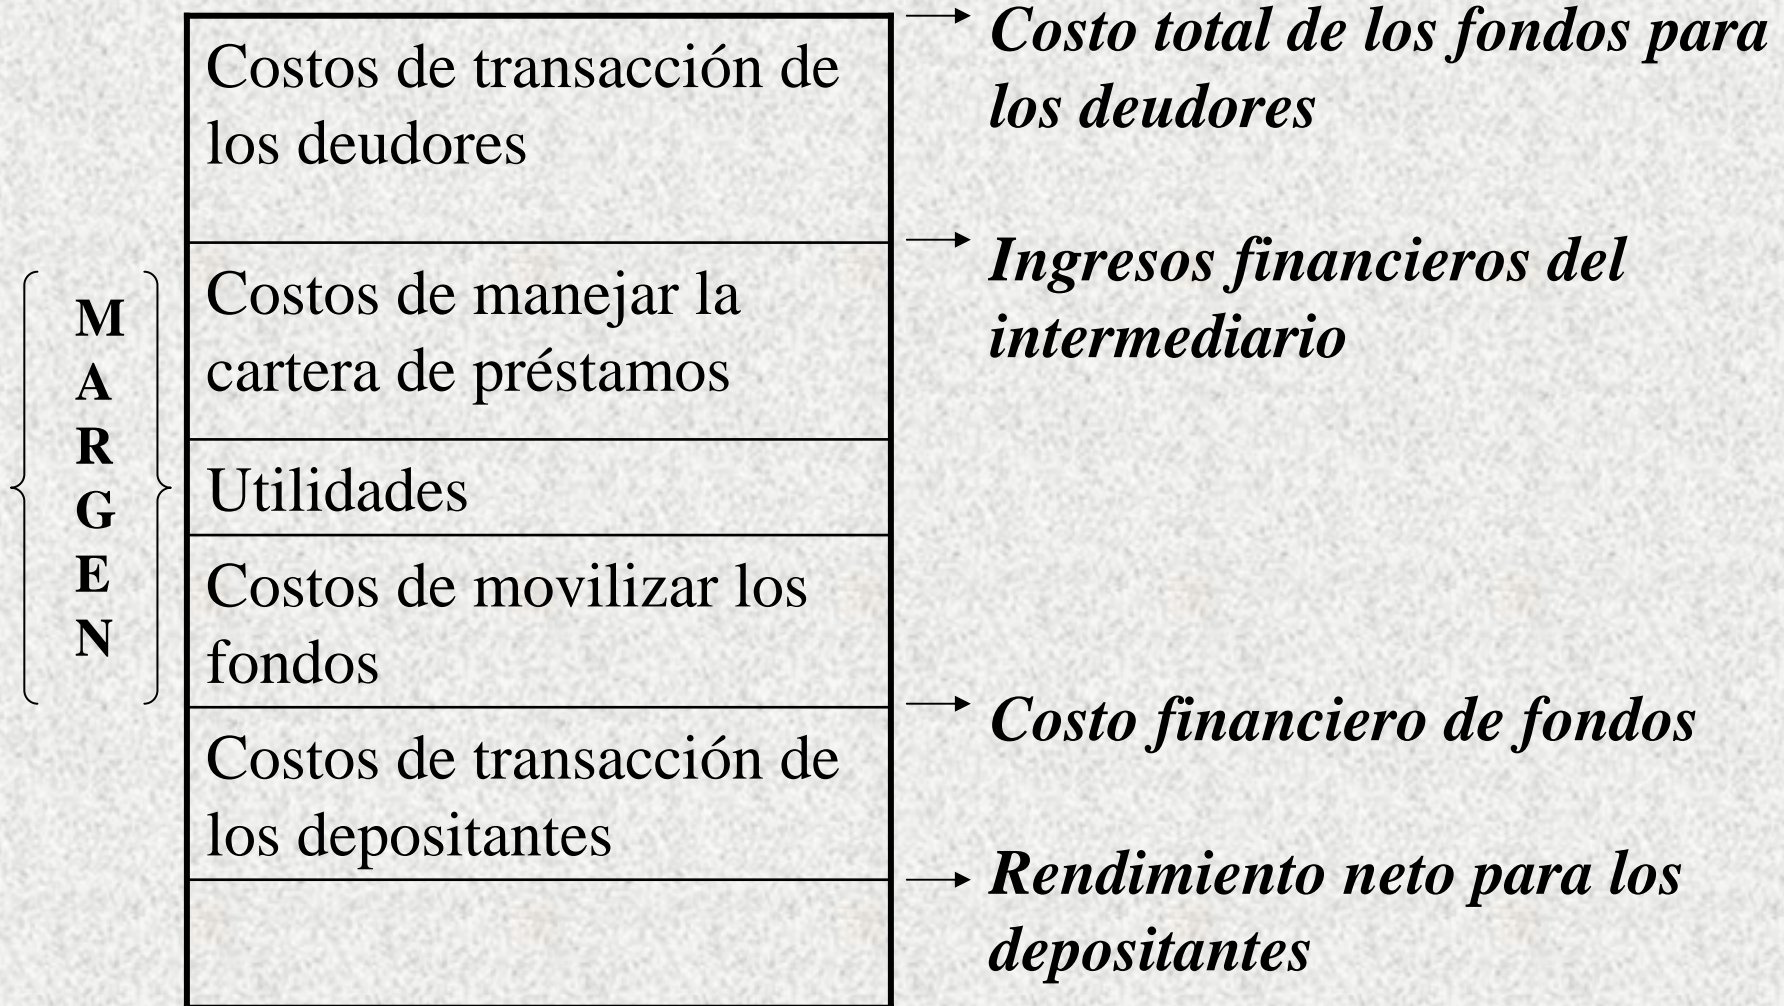 Costos de transacción de
los deudores
Costo total de los fondos para
los deudores
M
A
R
G
E
N
Costos de manejar la
cartera de préstamos
Ingresos financieros del
intermediario
Utilidades
Costos de movilizar los
fondos
Costo financiero de fondos
Costos de transacción de
los depositantes
Rendimiento neto para los
depositantes